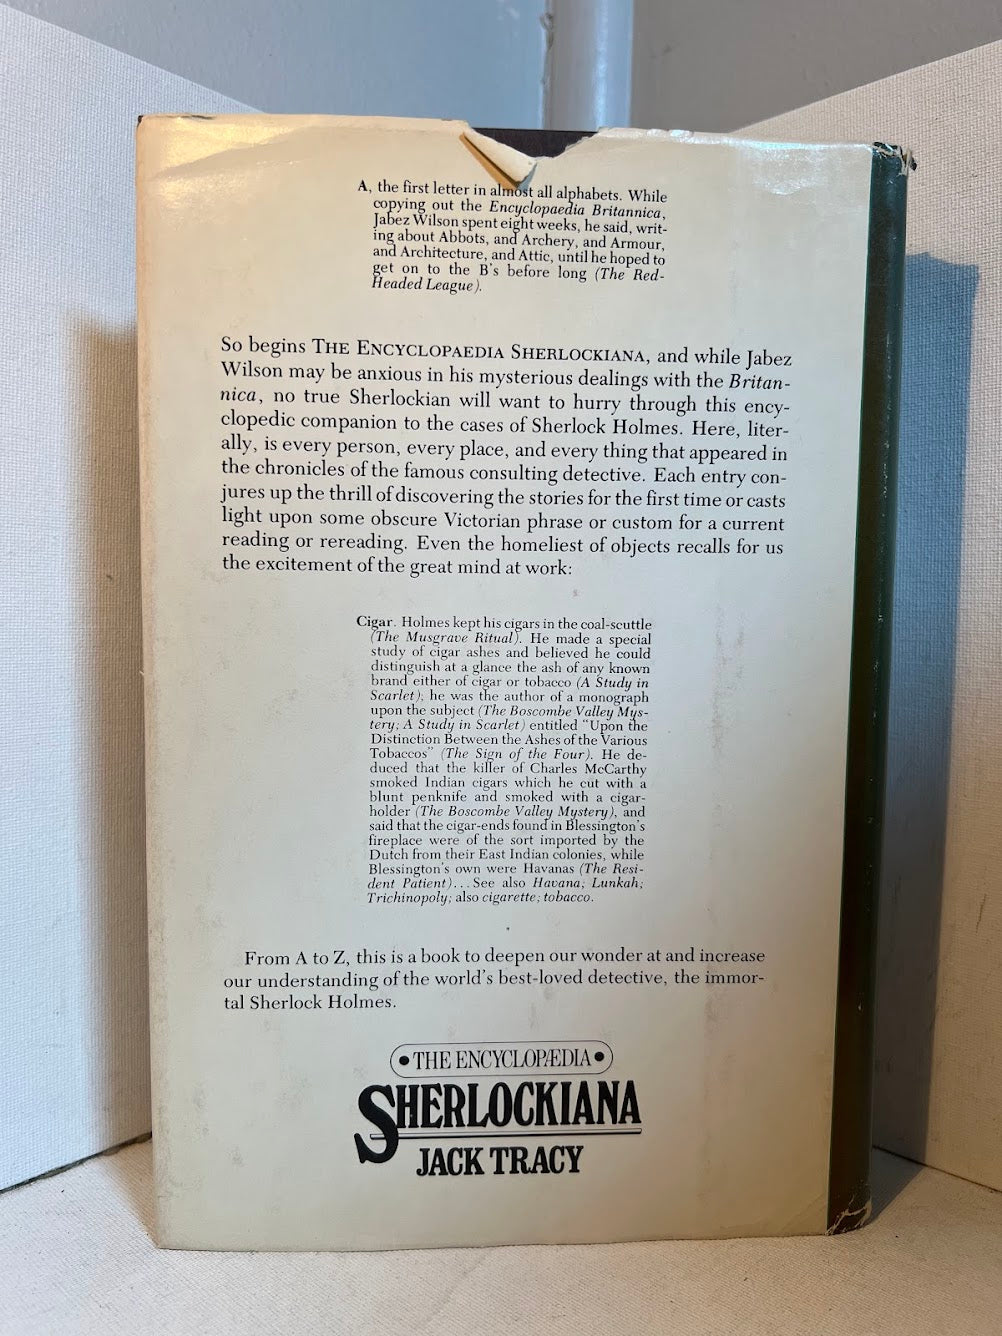 A, the first letter in almost all alphabets. While
copying out the Encyclopaedia Britannica,
Jabez Wilson spent eight weeks, he said, writ-
ing about Abbots, and Archery, and Armour,
and Architecture, and Attic, until he hoped to
get on to the B's before long (The Red-
Headed League).
So begins THE ENCYCLOPAEDIA SHERLOCKIANA, and while Jabez
Wilson may be anxious in his mysterious dealings with the Britan-
nica, no true Sherlockian will want to hurry through this ency-
clopedic companion to the cases of Sherlock Holmes. Here, liter-
ally, is every person, every place, and every thing that appeared in
the chronicles of the famous consulting detective. Each entry con-
jures up the thrill of discovering the stories for the first time or casts
light upon some obscure Victorian phrase or custom for a current
reading or rereading. Even the homeliest of objects recalls for us
the excitement of the great mind at work:
Cigar. Holmes kept his cigars in the coal-scuttle
(The Musgrave Ritual). He made a special
study of cigar ashes and believed he could
distinguish at a glance the ash of any known
brand either of cigar or tobacco (A Study in
Scarlet); he was the author of a monograph
upon the subject (The Boscombe Valley Mys-
tery; A Study in Scarlet) entitled "Upon the
Distinction Between the Ashes of the Various
Tobaccos" (The Sign of the Four). He de-
duced that the killer of Charles McCarthy
smoked Indian cigars which he cut with a
blunt penknife and smoked with a cigar-
holder (The Boscombe Valley Mystery), and
said that the cigar-ends found in Blessington's
fireplace were of the sort imported by the
Dutch from their East Indian colonies, while
Blessington's own were Havanas (The Resi-
dent Patient)... See also Havana; Lunkah;
Trichinopoly; also cigarette; tobacco.
From A to Z, this is a book to deepen our wonder at and increase
our understanding of the world's best-loved detective, the immor-
tal Sherlock Holmes.
• THE ENCYCLOPÆDIA •
SHERLOCKIANA
JACK TRACY